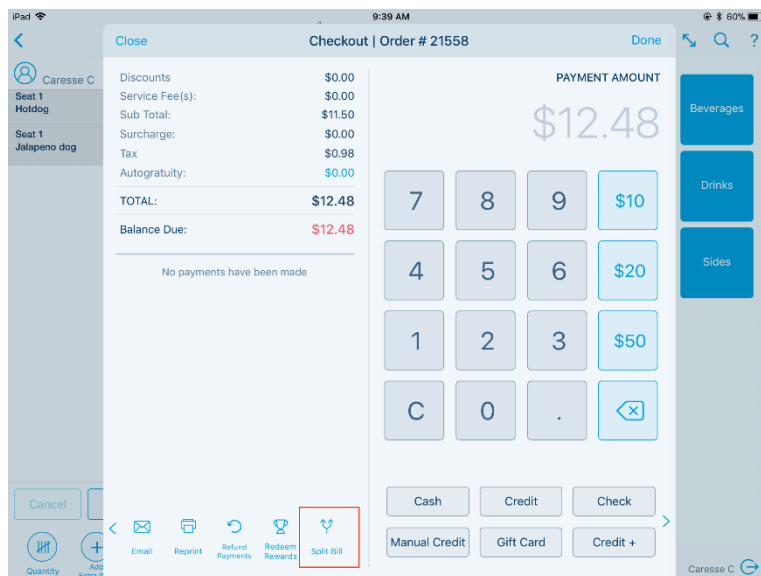 iPad 9:39 AM 60%
Close Checkout | Order # 21558 Done ?
Caresse C
Seat 1
Hotdog
Seat 1
Jalapeno dog
Discounts $0.00
Service Fee(s): $0.00
Sub Total: $11.50
Surcharge: $0.00
Tax $0.98
Autogratuity: $0.00
TOTAL: $12.48
Balance Due: $12.48
No payments have been made
PAYMENT AMOUNT
$12.48
7 8 9 $10
4 5 6 $20
1 2 3 $50
C 0 .
Cash Credit Check
Manual Credit Gift Card Credit +
Beverages
Drinks
Sides
Cancel
Email Reprint Refund Payments Redeem Rewards Split Bill
Quantity Add
Caresse C